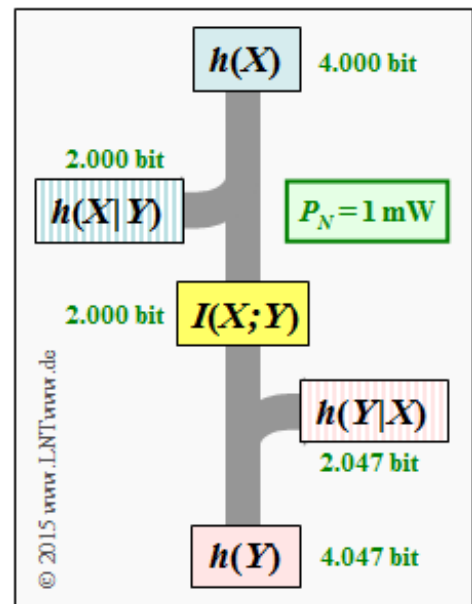 h(X) 4.000 bit
2.000 bit
h(X|Y)
P_N = 1 mW
2.000 bit
I(X;Y)
h(Y|X)
2.047 bit
h(Y) 4.047 bit
© 2015 www.LNTwww.de